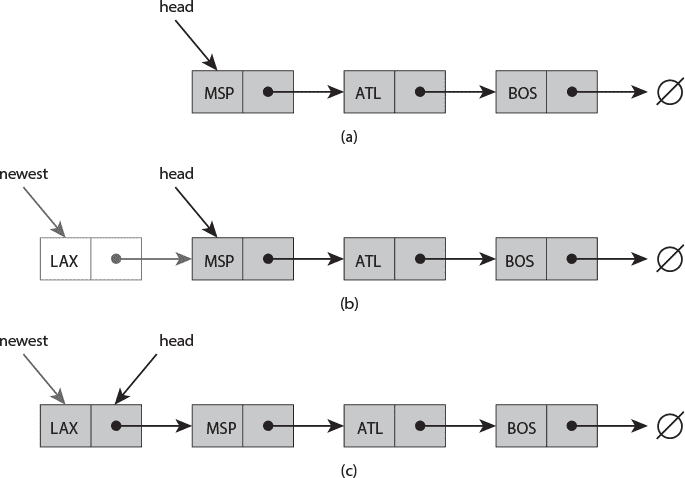 head
MSP ATL BOS ∅
(a)
newest head
LAX MSP ATL BOS ∅
(b)
newest head
LAX MSP ATL BOS ∅
(c)